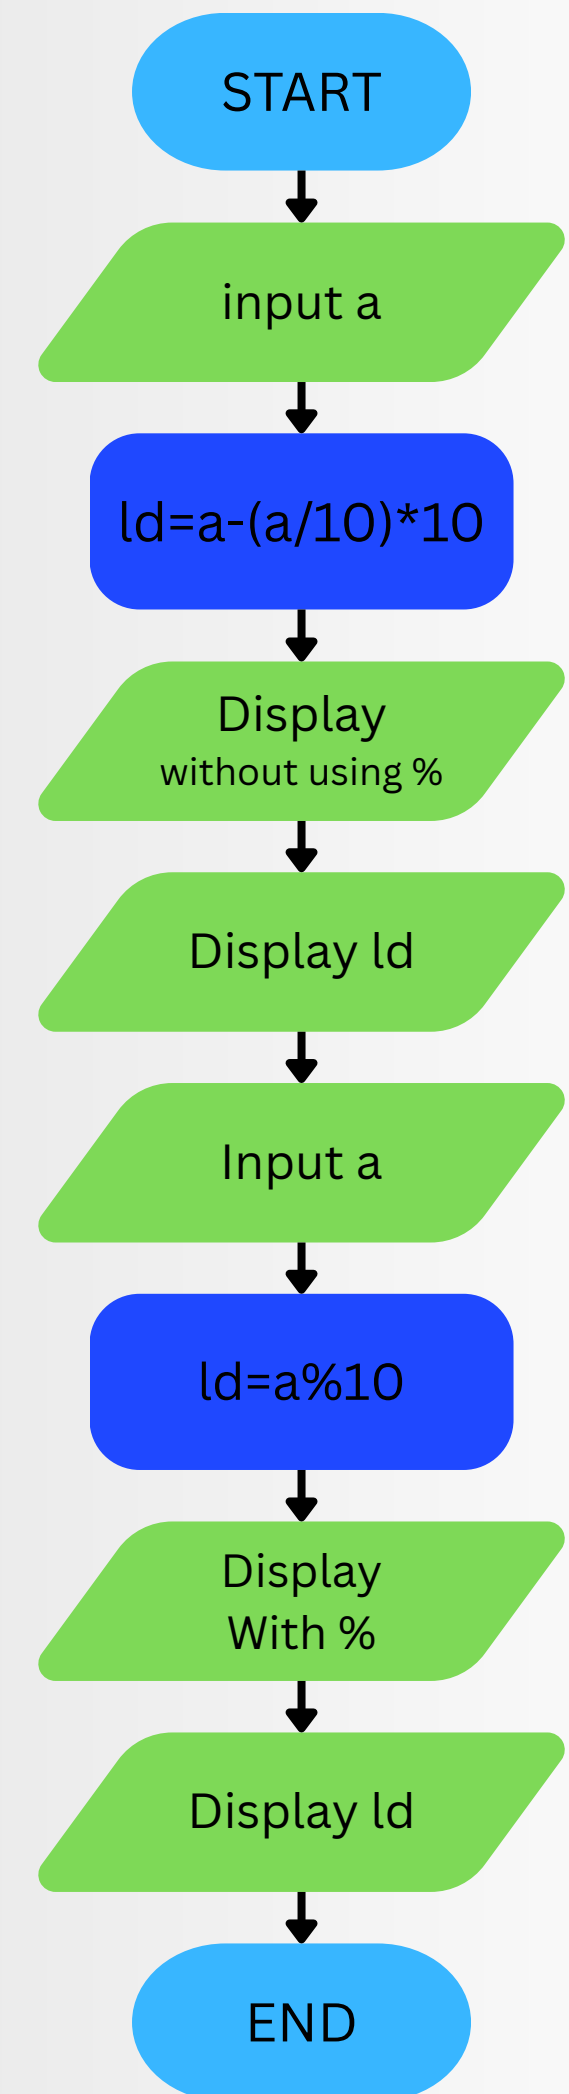 START
input a
ld=a-(a/10)*10
Display
without using %
Display ld
Input a
ld=a%10
Display
With %
Display ld
END